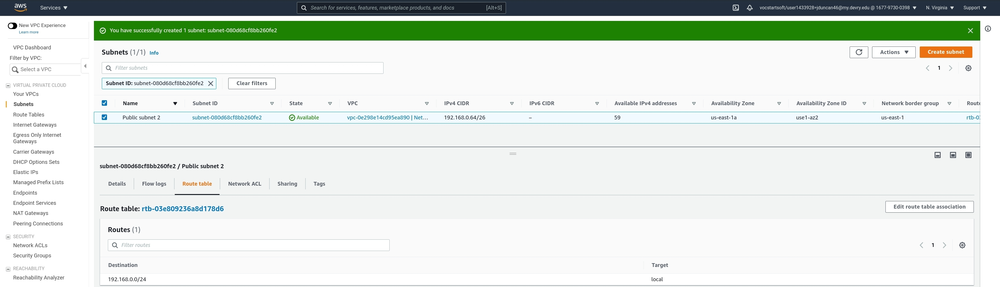 aws Services Search for services, features, marketplace products, and docs [Alt+S] vocstartsoft/user1433928=jduncan46@my.devry.edu @ 1677-9730-0398 N. Virginia Support
New VPC Experience
Learn more
VPC Dashboard
Filter by VPC:
Select a VPC
VIRTUAL PRIVATE CLOUD
Your VPCs
Subnets
Route Tables
Internet Gateways
Egress Only Internet
Gateways
Carrier Gateways
DHCP Options Sets
Elastic IPs
Managed Prefix Lists
Endpoints
Endpoint Services
NAT Gateways
Peering Connections
SECURITY
Network ACLs
Security Groups
REACHABILITY
Reachability Analyzer
You have successfully created 1 subnet: subnet-080d68cf8bb260fe2
Subnets (1/1) Info
Actions Create subnet
Filter subnets
1
Subnet ID: subnet-080d68cf8bb260fe2 Clear filters
Name Subnet ID State VPC IPv4 CIDR IPv6 CIDR Available IPv4 addresses Availability Zone Availability Zone ID Network border group Route
Public subnet 2 subnet-080d68cf8bb260fe2 Available vpc-0e298e14cd95ea890 | Net… 192.168.0.64/26 – 59 us-east-1a use1-az2 us-east-1 rtb-03
subnet-080d68cf8bb260fe2 / Public subnet 2
Details Flow logs Route table Network ACL Sharing Tags
Route table: rtb-03e809236a8d178d6 Edit route table association
Routes (1)
Filter routes
1
Destination Target
192.168.0.0/24 local